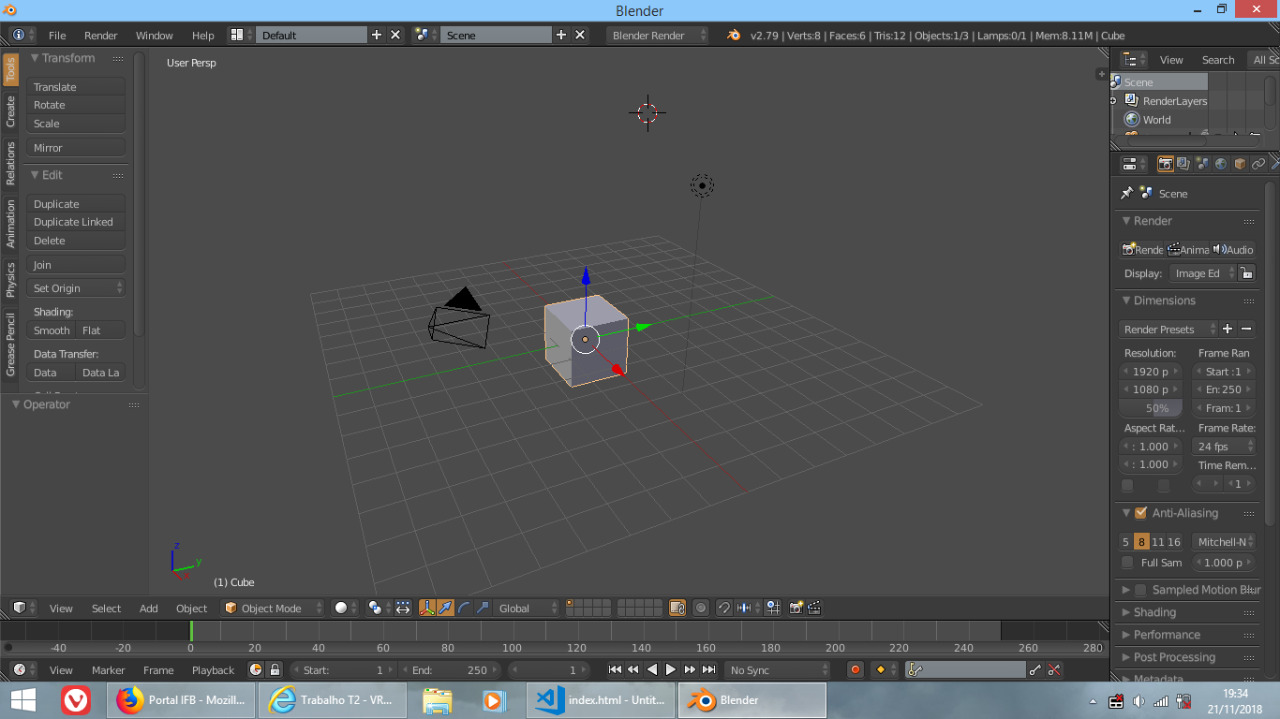 Blender
File Render Window Help Default Scene Blender Render v2.79 | Verts:8 | Faces:6 | Tris:12 | Objects:1/3 | Lamps:0/1 | Mem:8.11M | Cube
Tools
Create
Relations
Animation
Physics
Grease Pencil
Transform
Translate
Rotate
Scale
Mirror
Edit
Duplicate
Duplicate Linked
Delete
Join
Set Origin
Shading:
Smooth Flat
Data Transfer:
Data Data La
Operator
User Persp
z
y
x
(1) Cube
View Search All Sc
Scene
RenderLayers
World
Scene
Render
Rende Anima Audio
Display: Image Ed
Dimensions
Render Presets
Resolution: Frame Ran
1920 p Start :1
1080 p En: 250
50% Fram: 1
Aspect Rat... Frame Rate:
: 1.000 24 fps
: 1.000 Time Rem...
1
Anti-Aliasing
5 8 11 16 Mitchell-N
Full Sam 1.000 p
Sampled Motion Blur
Shading
Performance
Post Processing
Metadata
View Select Add Object Object Mode Global
-40 -20 0 20 40 60 80 100 120 140 160 180 200 220 240 260 280
View Marker Frame Playback Start: 1 End: 250 1 No Sync
Portal IFB - Mozill... Trabalho T2 - VR... index.html - Untit... Blender
19:34
21/11/2018